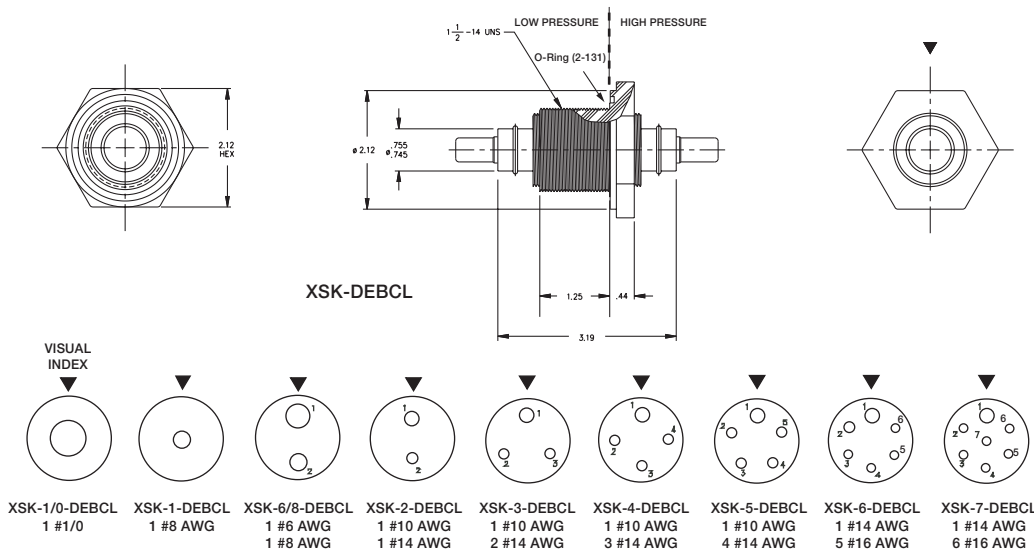 LOW PRESSURE
HIGH PRESSURE
1 1/2 -14 UNS
O-Ring (2-131)
2.12
HEX
ø 2.12
ø .755
.745
1.25
.44
3.19
XSK-DEBCL
VISUAL
INDEX
1
2
1
2
1
2
3
1
2
3
4
1
2
3
4
5
1
2
3
4
5
6
1
2
3
4
5
6
7
XSK-1/0-DEBCL
1 #1/0
XSK-1-DEBCL
1 #8 AWG
XSK-6/8-DEBCL
1 #6 AWG
1 #8 AWG
XSK-2-DEBCL
1 #10 AWG
1 #14 AWG
XSK-3-DEBCL
1 #10 AWG
2 #14 AWG
XSK-4-DEBCL
1 #10 AWG
3 #14 AWG
XSK-5-DEBCL
1 #10 AWG
4 #14 AWG
XSK-6-DEBCL
1 #14 AWG
5 #16 AWG
XSK-7-DEBCL
1 #14 AWG
6 #16 AWG